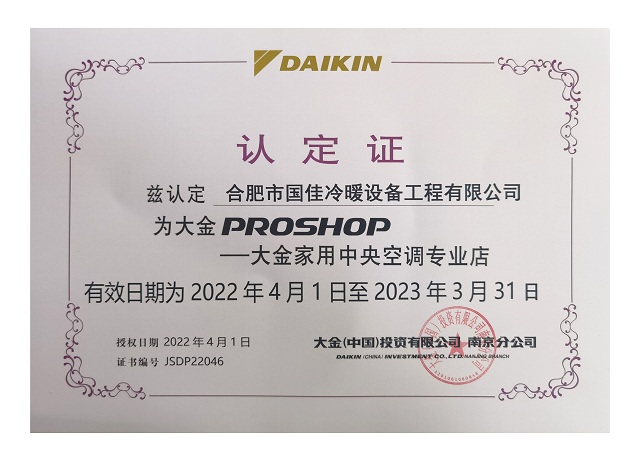 DAIKIN
认定证
兹认定 合肥市国佳冷暖设备工程有限公司
为大金 PROSHOP
——大金家用中央空调专业店
有效日期为 2022 年 4 月 1 日至 2023 年 3 月 31 日
授权日期 2022 年 4 月 1 日
证书编号 JSDP22046
大金(中国)投资有限公司 南京分公司
DAIKIN (CHINA) INVESTMENT CO.,LTD NANJING BRANCH